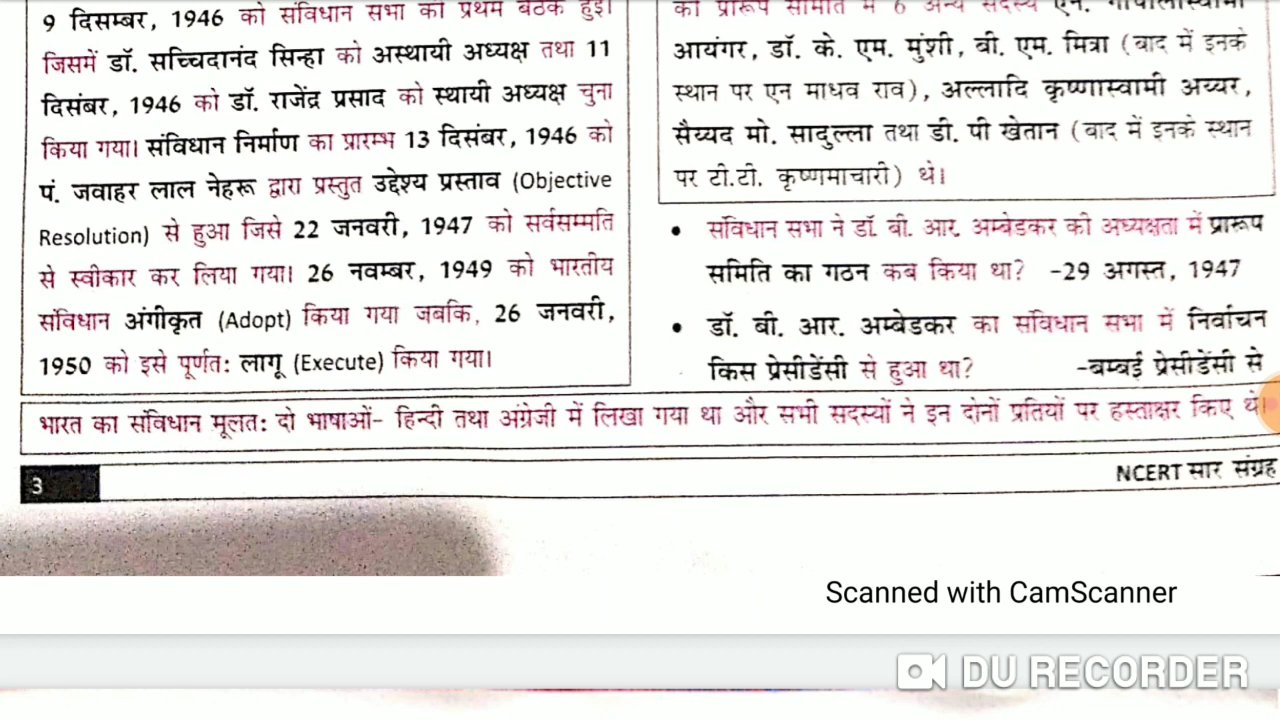 9 दिसम्बर, 1946 को संविधान सभा की प्रथम बैठक हुई।
जिसमें डॉ. सच्चिदानंद सिन्हा को अस्थायी अध्यक्ष तथा 11
दिसंबर, 1946 को डॉ. राजेंद्र प्रसाद को स्थायी अध्यक्ष चुना
किया गया। संविधान निर्माण का प्रारम्भ 13 दिसंबर, 1946 को
पं. जवाहर लाल नेहरू द्वारा प्रस्तुत उद्देश्य प्रस्ताव (Objective
Resolution) से हुआ जिसे 22 जनवरी, 1947 को सर्वसम्मति
से स्वीकार कर लिया गया। 26 नवम्बर, 1949 को भारतीय
संविधान अंगीकृत (Adopt) किया गया जबकि, 26 जनवरी,
1950 को इसे पूर्णत: लागू (Execute) किया गया।
की प्रारूप समिति में 6 अन्य सदस्य एन. गोपालास्वामी
आयंगर, डॉ. के. एम. मुंशी, बी. एम. मित्रा (बाद में इनके
स्थान पर एन माधव राव), अल्लादि कृष्णास्वामी अय्यर,
सैय्यद मो. सादुल्ला तथा डी. पी खेतान (बाद में इनके स्थान
पर टी.टी. कृष्णमाचारी) थे।
• संविधान सभा ने डॉ. बी. आर. अम्बेडकर की अध्यक्षता में प्रारूप
समिति का गठन कब किया था? -29 अगस्त, 1947
• डॉ. बी. आर. अम्बेडकर का संविधान सभा में निर्वाचन
किस प्रेसीडेंसी से हुआ था? -बम्बई प्रेसीडेंसी से
भारत का संविधान मूलत: दो भाषाओं- हिन्दी तथा अंग्रेजी में लिखा गया था और सभी सदस्यों ने इन दोनों प्रतियों पर हस्ताक्षर किए थे।
3
NCERT सार संग्रह
Scanned with CamScanner
DU RECORDER